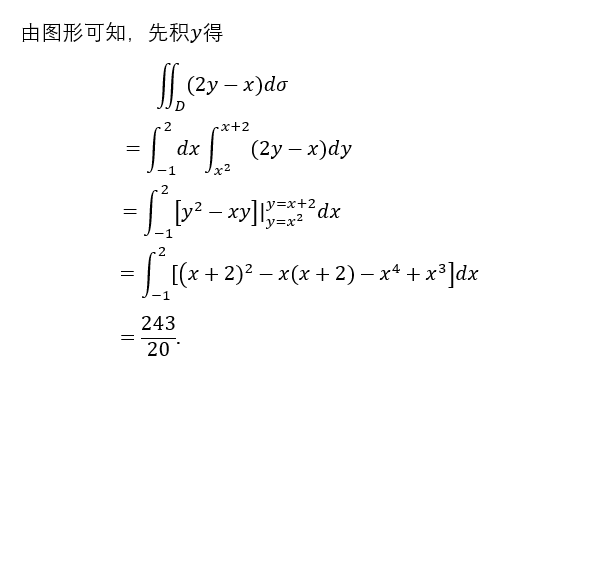 由图形可知，先积y得
∬_D (2y − x)dσ
= ∫_{−1}^{2} dx ∫_{x²}^{x+2} (2y − x)dy
= ∫_{−1}^{2} [y² − xy]|_{y=x²}^{y=x+2} dx
= ∫_{−1}^{2} [(x + 2)² − x(x + 2) − x⁴ + x³]dx
= 243/20.